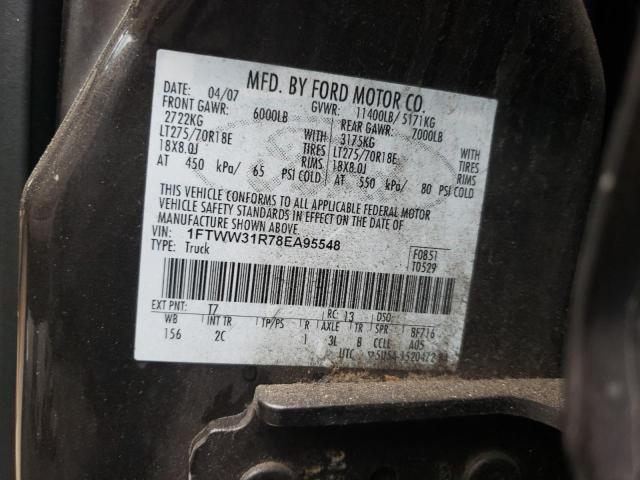 MFD. BY FORD MOTOR CO.
DATE: 04/07 GVWR: 11400LB/ 5171KG
FRONT GAWR: 6000LB REAR GAWR: 7000LB
2722KG WITH 3175KG WITH
LT275/70R18E TIRES LT275/70R18E TIRES
18X8.0J RIMS 18X8.0J RIMS
AT 450 kPa/ 65 PSI COLD AT 550 kPa/ 80 PSI COLD
THIS VEHICLE CONFORMS TO ALL APPLICABLE FEDERAL MOTOR
VEHICLE SAFETY STANDARDS IN EFFECT ON THE DATE OF
MANUFACTURE SHOWN ABOVE.
VIN: 1FTWW31R78EA95548 F0851
TYPE: Truck T0529
EXT PNT: T7 RC: 13 DSO:
WB INT TR TP/PS R AXLE TR SPR 8F716
156 2C 1 3L B CCLL A05
UTC